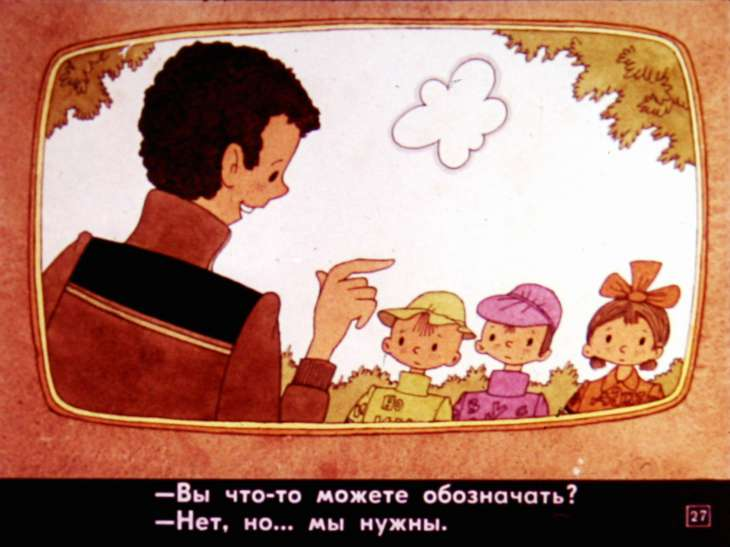 —Вы что-то можете обозначать?
—Нет, но... мы нужны.
27